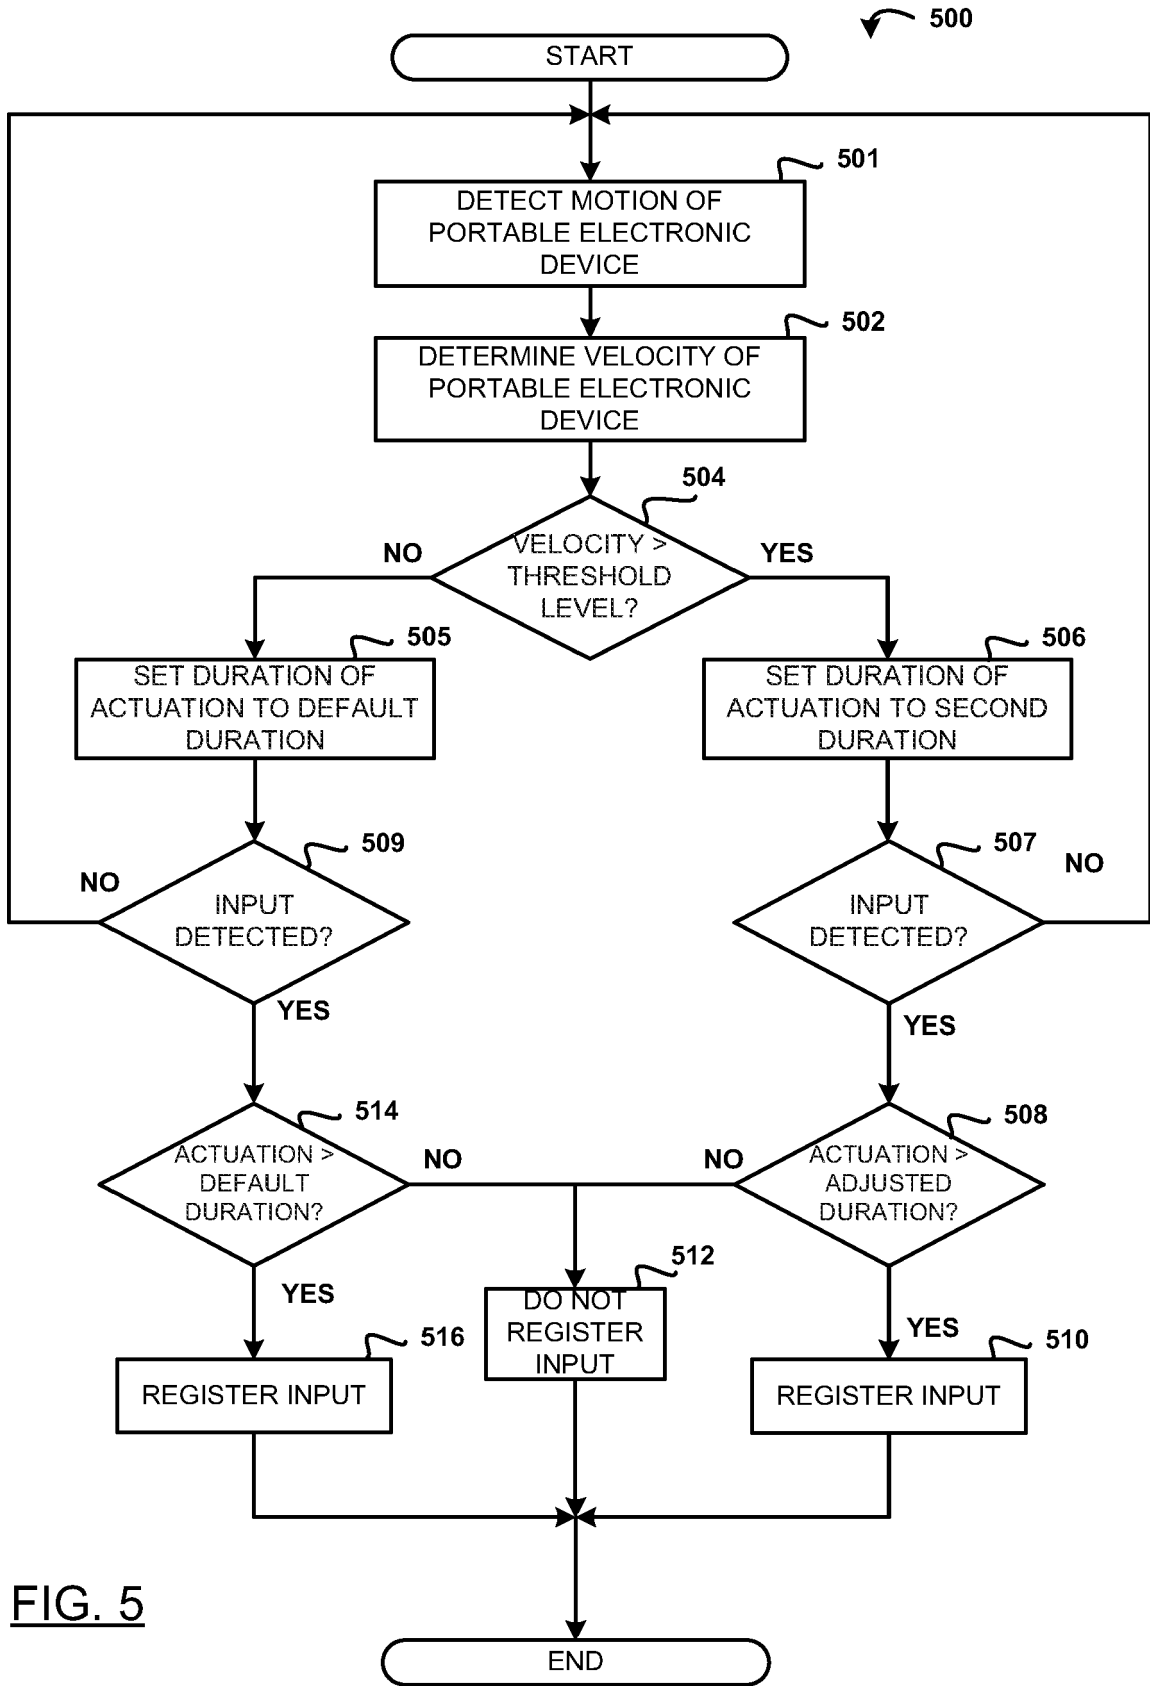 500
START
501
DETECT MOTION OF
PORTABLE ELECTRONIC
DEVICE
502
DETERMINE VELOCITY OF
PORTABLE ELECTRONIC
DEVICE
504
NO
VELOCITY >
THRESHOLD
LEVEL?
YES
505
SET DURATION OF
ACTUATION TO DEFAULT
DURATION
506
SET DURATION OF
ACTUATION TO SECOND
DURATION
509
NO
INPUT
DETECTED?
YES
507
NO
INPUT
DETECTED?
YES
514
ACTUATION >
DEFAULT
DURATION?
NO
YES
508
NO
ACTUATION >
ADJUSTED
DURATION?
YES
512
DO NOT
REGISTER
INPUT
516
REGISTER INPUT
510
REGISTER INPUT
FIG. 5
END